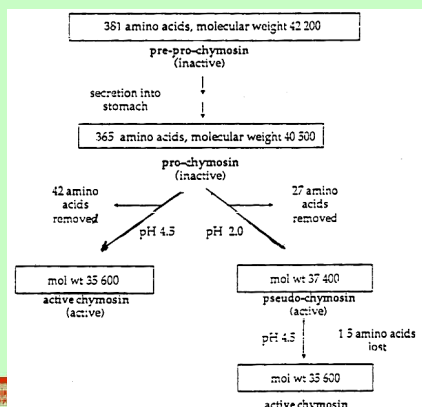 381 amino acids, molecular weight 42 200
pre-pro-chymosin
(inactive)
secretion into
stomach
365 amino acids, molecular weight 40 500
pro-chymosin
(inactive)
42 amino
acids
removed
27 amino
acids
removed
pH 4.5 pH 2.0
mol wt 35 600
active chymosin
(active)
mol wt 37 400
pseudo-chymosin
(active)
pH 4.5
15 amino acids
lost
mol wt 35 600
active chymosin